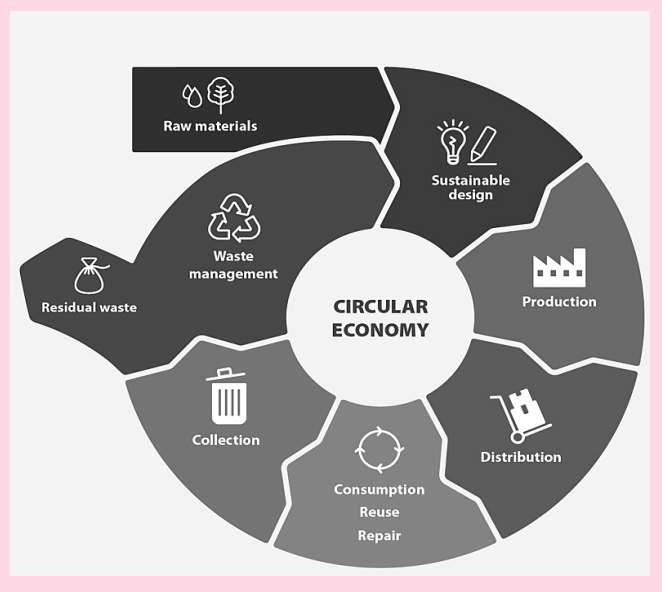 Raw materials
Sustainable
design
Production
Distribution
Consumption
Reuse
Repair
Collection
Waste
management
Residual waste
CIRCULAR
ECONOMY